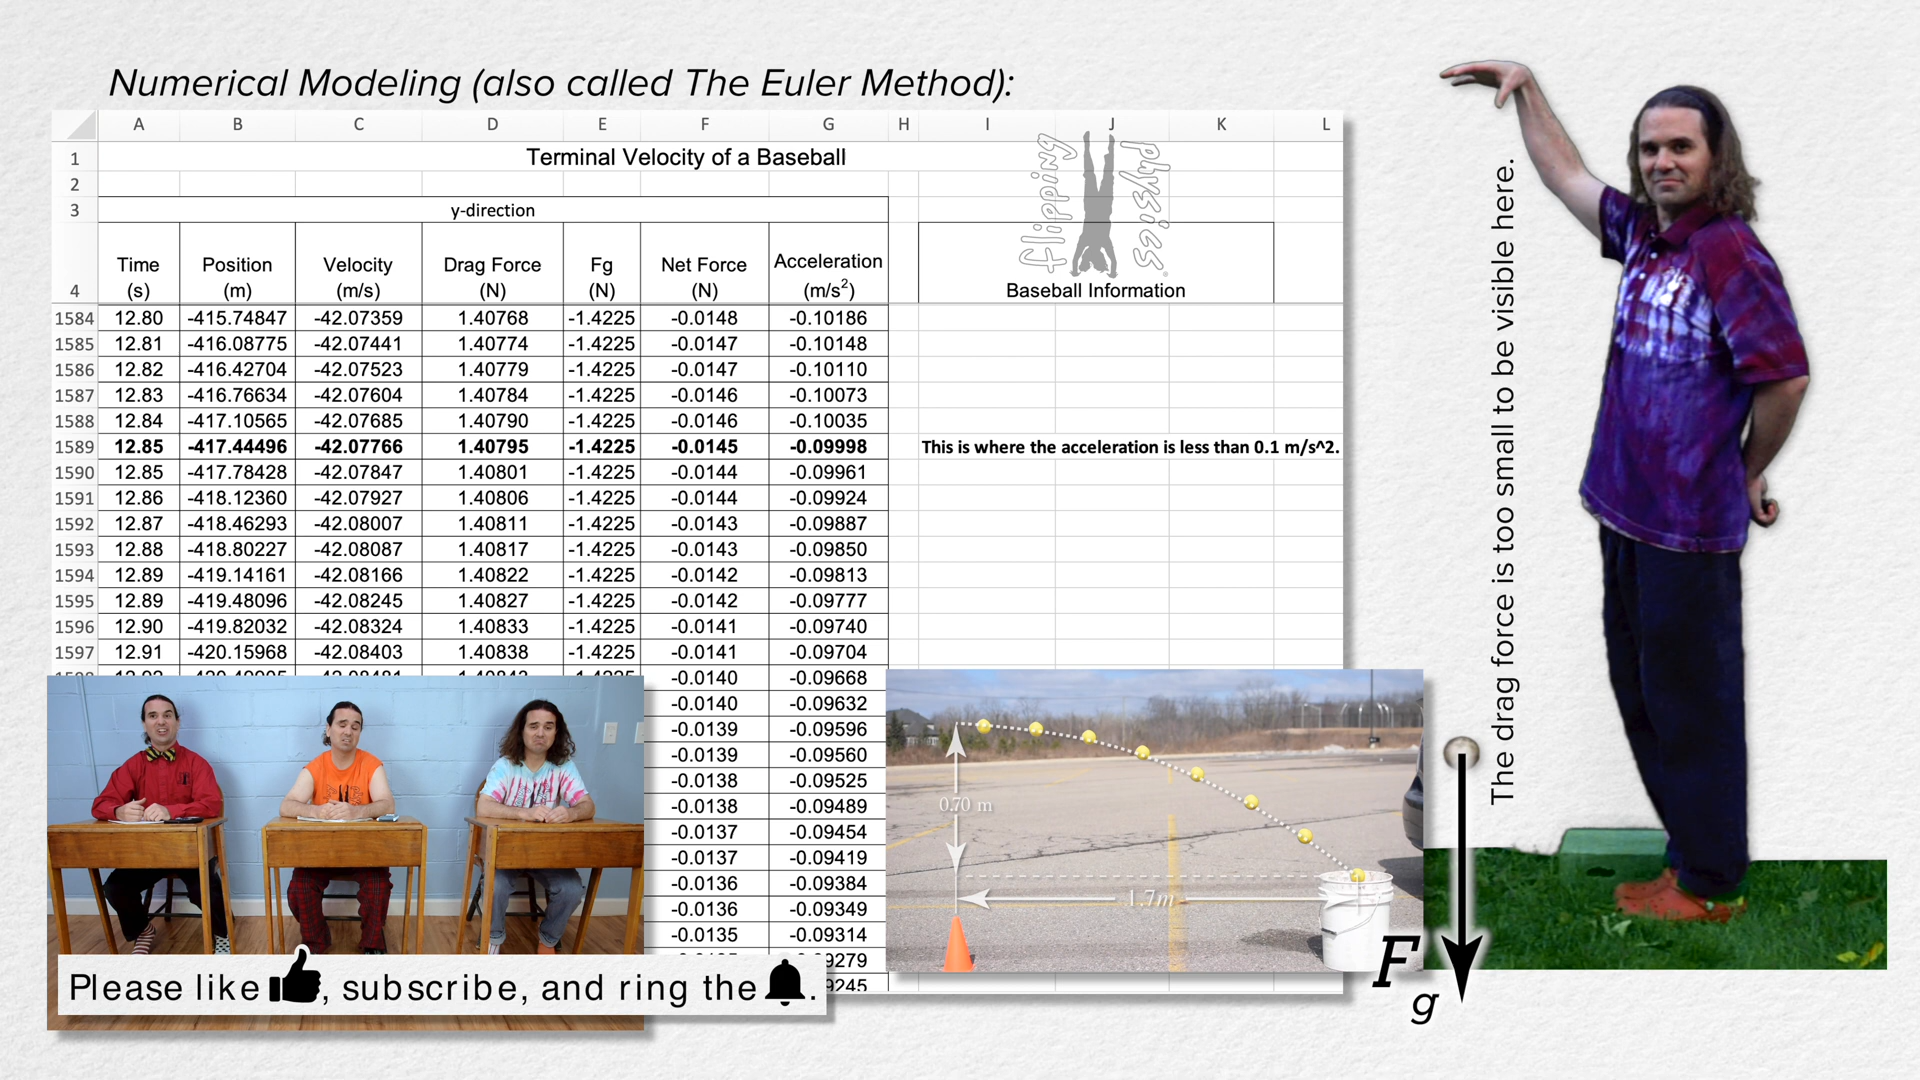 Numerical Modeling (also called The Euler Method):
A B C D E F G H I J K L
1 Terminal Velocity of a Baseball
2
3 y-direction
flipping physics
4 Time (s) Position (m) Velocity (m/s) Drag Force (N) Fg (N) Net Force (N) Acceleration (m/s²) Baseball Information
1584 12.80 -415.74847 -42.07359 1.40768 -1.4225 -0.0148 -0.10186
1585 12.81 -416.08775 -42.07441 1.40774 -1.4225 -0.0147 -0.10148
1586 12.82 -416.42704 -42.07523 1.40779 -1.4225 -0.0147 -0.10110
1587 12.83 -416.76634 -42.07604 1.40784 -1.4225 -0.0146 -0.10073
1588 12.84 -417.10565 -42.07685 1.40790 -1.4225 -0.0146 -0.10035
1589 12.85 -417.44496 -42.07766 1.40795 -1.4225 -0.0145 -0.09998 This is where the acceleration is less than 0.1 m/s^2.
1590 12.85 -417.78428 -42.07847 1.40801 -1.4225 -0.0144 -0.09961
1591 12.86 -418.12360 -42.07927 1.40806 -1.4225 -0.0144 -0.09924
1592 12.87 -418.46293 -42.08007 1.40811 -1.4225 -0.0143 -0.09887
1593 12.88 -418.80227 -42.08087 1.40817 -1.4225 -0.0143 -0.09850
1594 12.89 -419.14161 -42.08166 1.40822 -1.4225 -0.0142 -0.09813
1595 12.89 -419.48096 -42.08245 1.40827 -1.4225 -0.0142 -0.09777
1596 12.90 -419.82032 -42.08324 1.40833 -1.4225 -0.0141 -0.09740
1597 12.91 -420.15968 -42.08403 1.40838 -1.4225 -0.0141 -0.09704
-0.0140 -0.09668
-0.0140 -0.09632
-0.0139 -0.09596
-0.0139 -0.09560
-0.0138 -0.09525
-0.0138 -0.09489
-0.0137 -0.09454
-0.0137 -0.09419
-0.0136 -0.09384
-0.0136 -0.09349
-0.0135 -0.09314
9279
9245
0.70 m
1.7m
Please like, subscribe, and ring the.
The drag force is too small to be visible here.
Fg